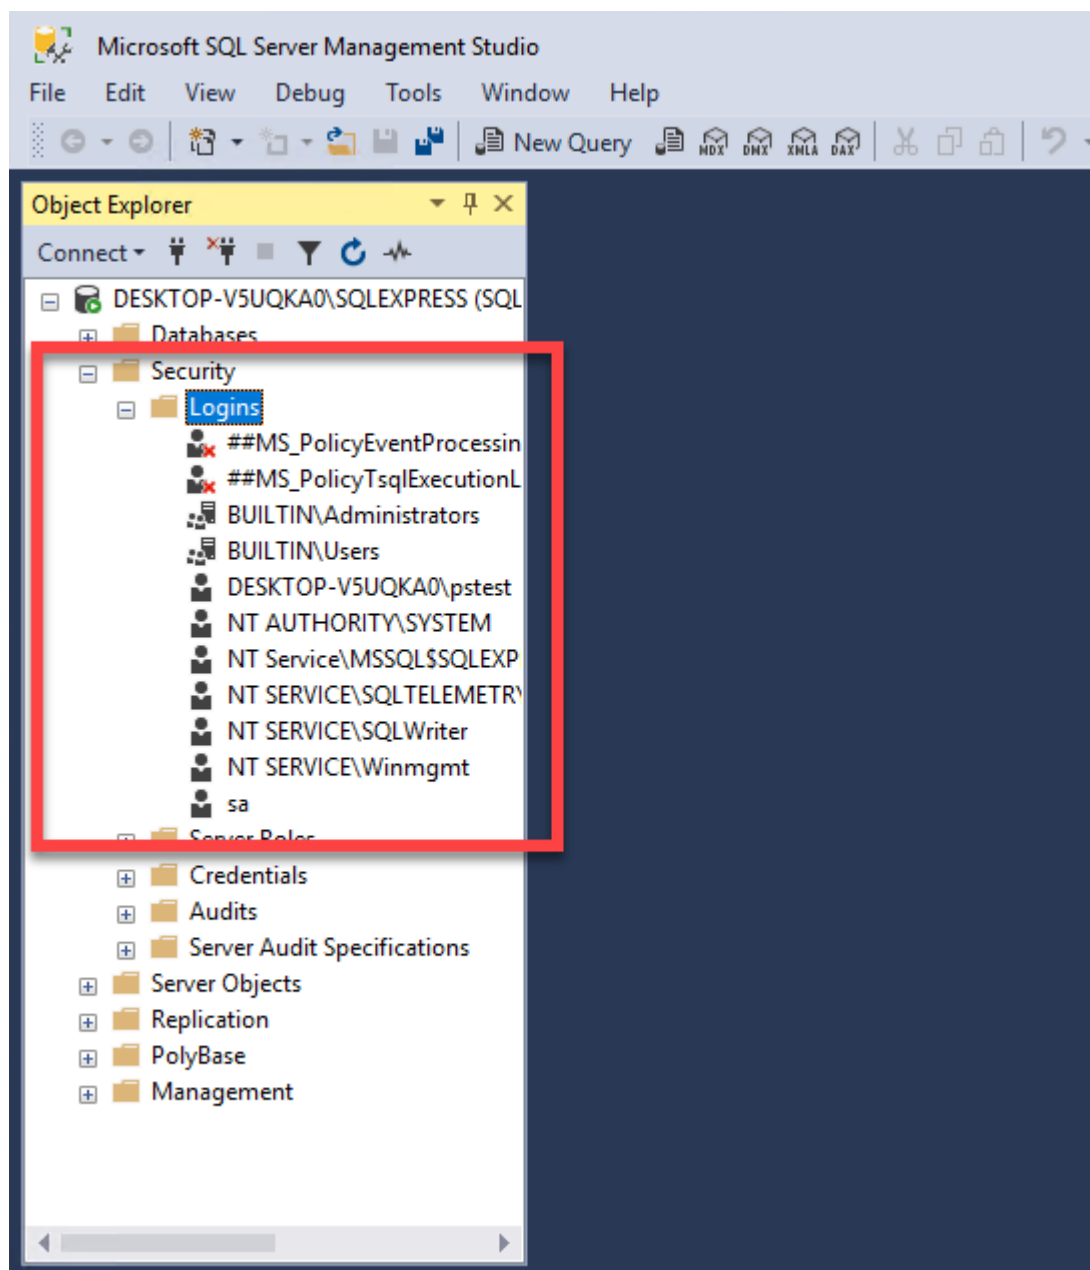 Microsoft SQL Server Management Studio
File Edit View Debug Tools Window Help
New Query MDX DMX XMLA DAX
Object Explorer
Connect
DESKTOP-V5UQKA0\SQLEXPRESS (SQL
Databases
Security
Logins
##MS_PolicyEventProcessin
##MS_PolicyTsqlExecutionL
BUILTIN\Administrators
BUILTIN\Users
DESKTOP-V5UQKA0\pstest
NT AUTHORITY\SYSTEM
NT Service\MSSQL$SQLEXP
NT SERVICE\SQLTELEMETRY
NT SERVICE\SQLWriter
NT SERVICE\Winmgmt
sa
Server Roles
Credentials
Audits
Server Audit Specifications
Server Objects
Replication
PolyBase
Management